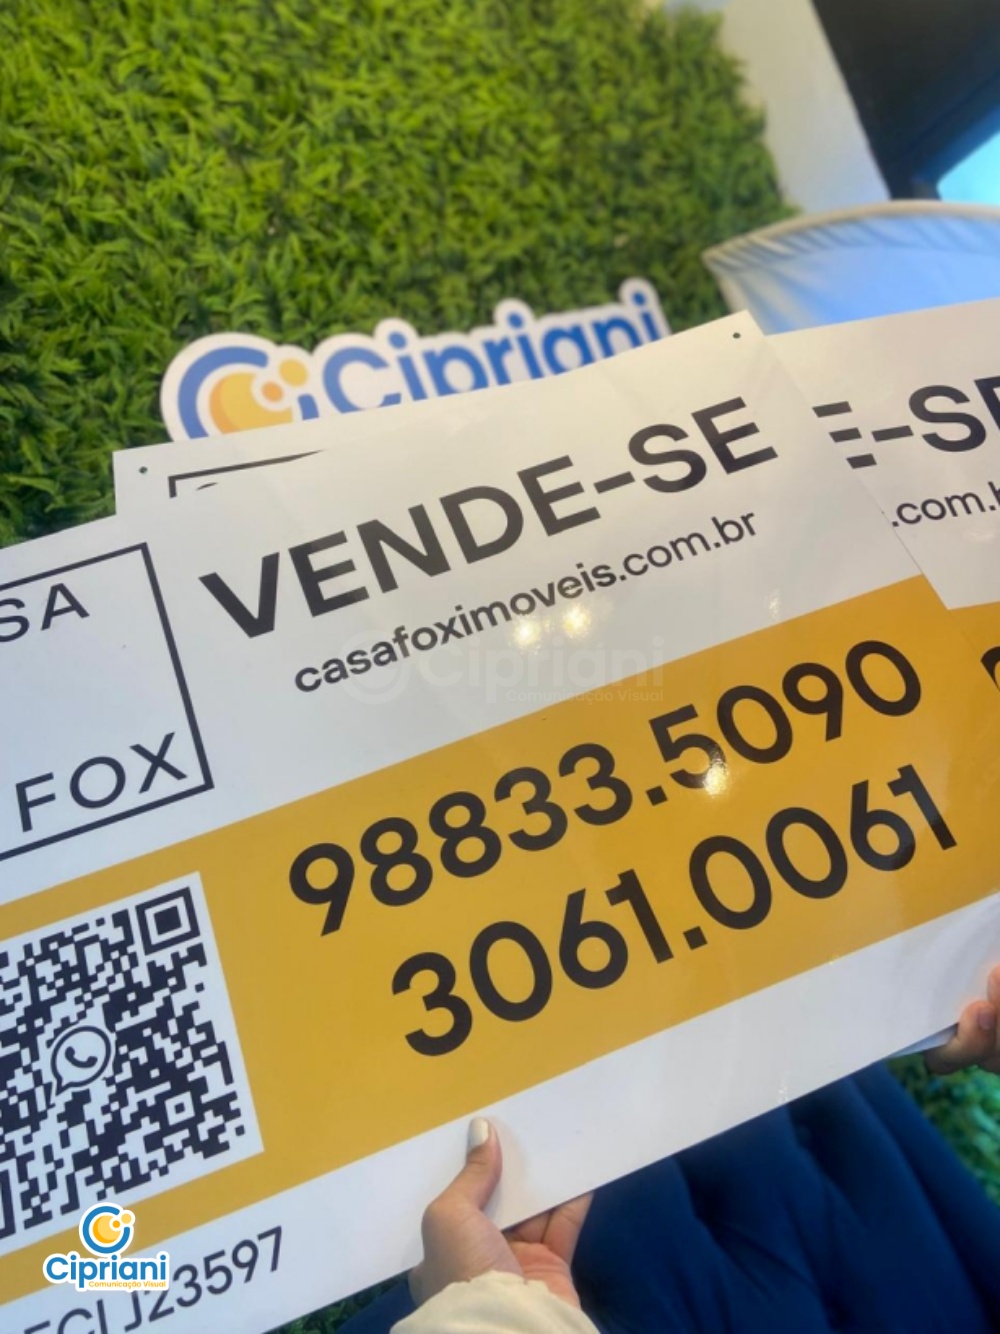 Cipriani
VENDE-SE
casafoximoveis.com.br
98833.5090
3061.0061
FOX
E-SE
.com.b
Cipriani
Comunicação Visual
J23597
Cipriani
Comunicação Visual